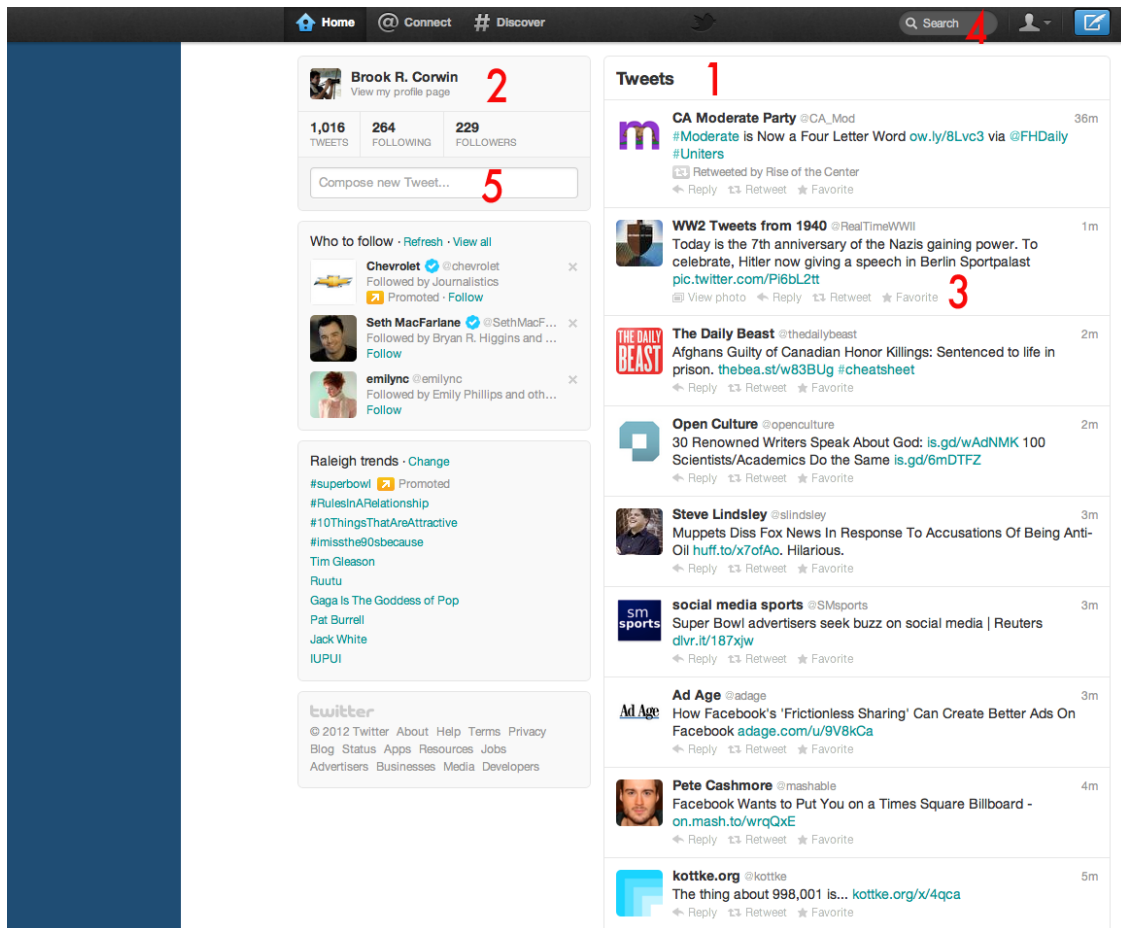 Home
Connect
Discover
Search
4
Brook R. Corwin
View my profile page
2
1,016
TWEETS
264
FOLLOWING
229
FOLLOWERS
Compose new Tweet...
5
Who to follow · Refresh · View all
Chevrolet @chevrolet
Followed by Journalistics
Promoted · Follow
Seth MacFarlane @SethMacF...
Followed by Bryan R. Higgins and ...
Follow
emilync @emilync
Followed by Emily Phillips and oth...
Follow
Raleigh trends · Change
#superbowl Promoted
#RulesInARelationship
#10ThingsThatAreAttractive
#imissthe90sbecause
Tim Gleason
Ruutu
Gaga Is The Goddess of Pop
Pat Burrell
Jack White
IUPUI
twitter
© 2012 Twitter About Help Terms Privacy
Blog Status Apps Resources Jobs
Advertisers Businesses Media Developers
Tweets
1
CA Moderate Party @CA_Mod 36m
#Moderate is Now a Four Letter Word ow.ly/8Lvc3 via @FHDaily
#Uniters
Retweeted by Rise of the Center
Reply Retweet Favorite
m
WW2 Tweets from 1940 @RealTimeWWII 1m
Today is the 7th anniversary of the Nazis gaining power. To
celebrate, Hitler now giving a speech in Berlin Sportpalast
pic.twitter.com/Pi6bL2tt
View photo Reply Retweet Favorite
3
THE DAILY
BEAST
The Daily Beast @thedailybeast 2m
Afghans Guilty of Canadian Honor Killings: Sentenced to life in
prison. thebea.st/w83BUg #cheatsheet
Reply Retweet Favorite
Open Culture @openculture 2m
30 Renowned Writers Speak About God: is.gd/wAdNMK 100
Scientists/Academics Do the Same is.gd/6mDTFZ
Reply Retweet Favorite
Steve Lindsley @slindsley 3m
Muppets Diss Fox News In Response To Accusations Of Being Anti-
Oil huff.to/x7ofAo. Hilarious.
Reply Retweet Favorite
sm
sports
social media sports @SMsports 3m
Super Bowl advertisers seek buzz on social media | Reuters
dlvr.it/187xjw
Reply Retweet Favorite
Ad Age
Ad Age @adage 3m
How Facebook's 'Frictionless Sharing' Can Create Better Ads On
Facebook adage.com/u/9V8kCa
Reply Retweet Favorite
Pete Cashmore @mashable 4m
Facebook Wants to Put You on a Times Square Billboard -
on.mash.to/wrqQxE
Reply Retweet Favorite
kottke.org @kottke 5m
The thing about 998,001 is... kottke.org/x/4qca
Reply Retweet Favorite